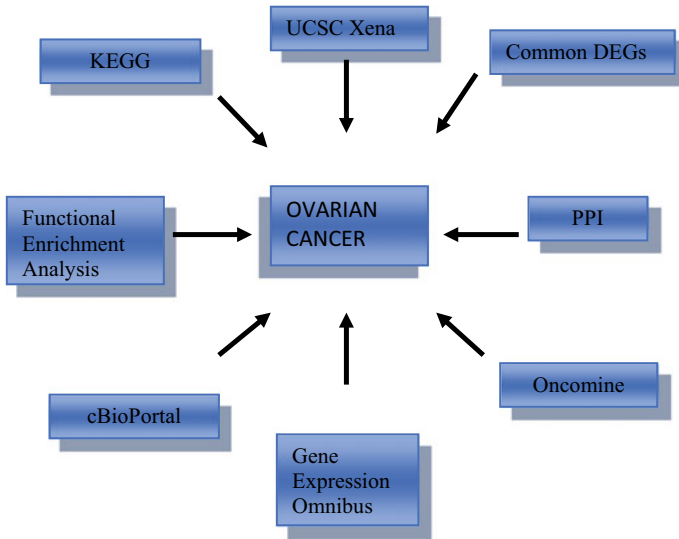 UCSC Xena
KEGG
Common DEGs
Functional
Enrichment
Analysis
OVARIAN
CANCER
PPI
cBioPortal
Oncomine
Gene
Expression
Omnibus